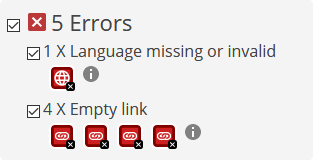 5 Errors
1 X Language missing or invalid
4 X Empty link